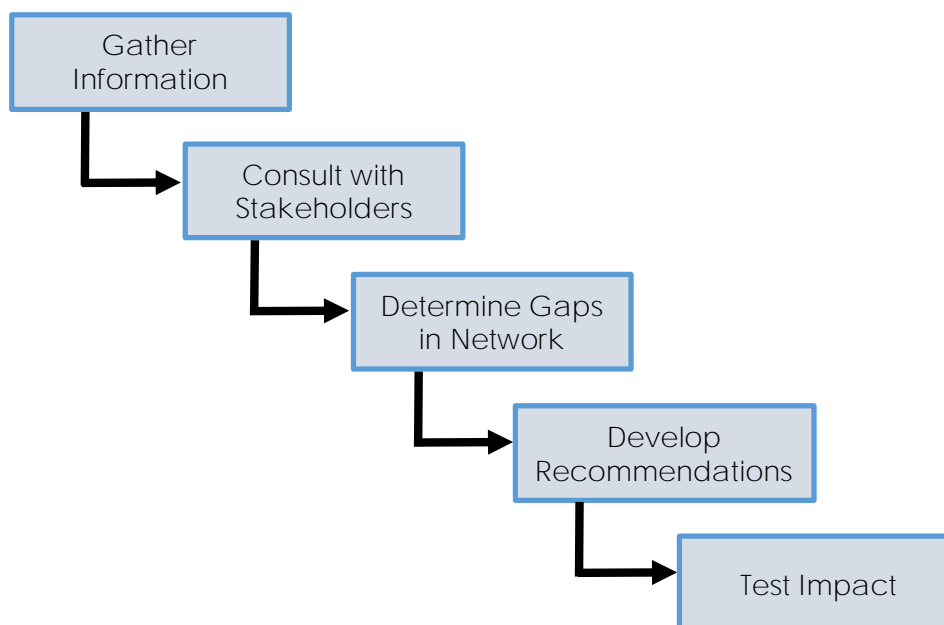 Gather
Information
Consult with
Stakeholders
Determine Gaps
in Network
Develop
Recommendations
Test Impact